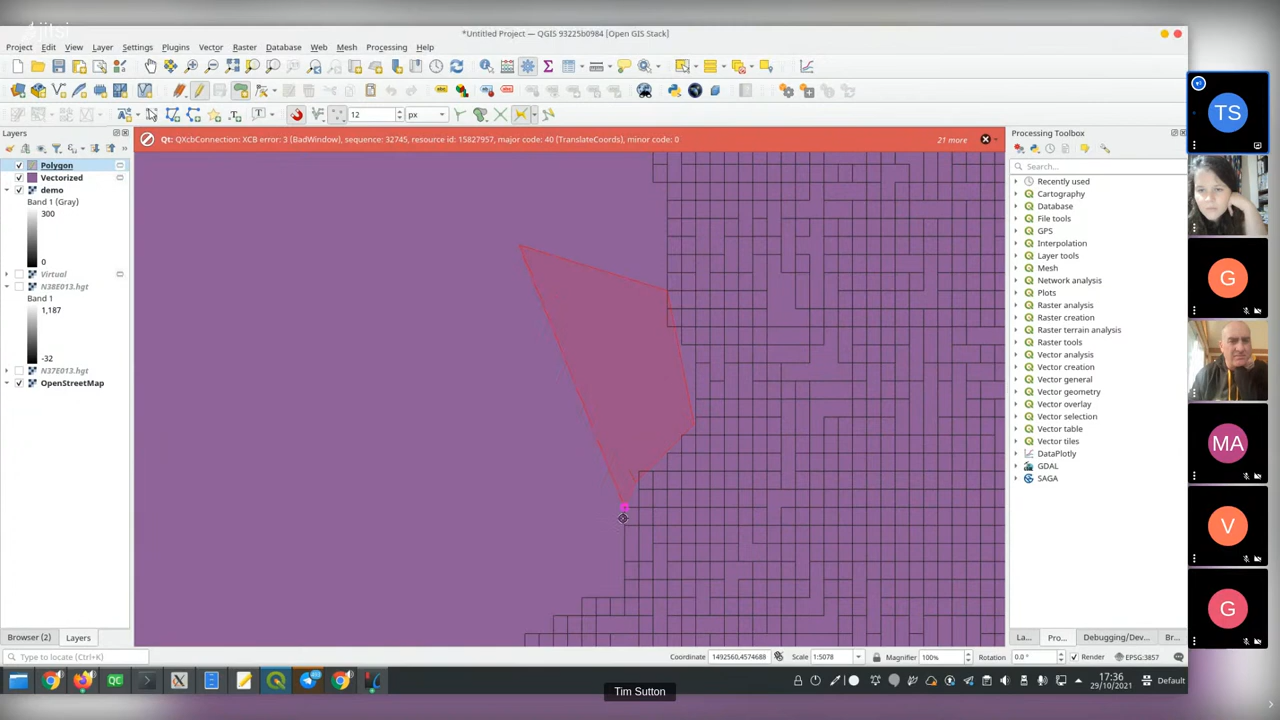 jitsi
*Untitled Project — QGIS 93225b0984 [Open GIS Stack]
Project Edit View Layer Settings Plugins Vector Raster Database Web Mesh Processing Help
12 px
Layers
Qt: QXcbConnection: XCB error: 3 (BadWindow), sequence: 32745, resource id: 15827957, major code: 40 (TranslateCoords), minor code: 0
21 more
Polygon
Vectorized
demo
Band 1 (Gray)
300
0
Virtual
N38E013.hgt
Band 1
1,187
-32
N37E013.hgt
OpenStreetMap
Browser (2) Layers
Processing Toolbox
Search...
Recently used
Cartography
Database
File tools
GPS
Interpolation
Layer tools
Mesh
Network analysis
Plots
Raster analysis
Raster creation
Raster terrain analysis
Raster tools
Vector analysis
Vector creation
Vector general
Vector geometry
Vector overlay
Vector selection
Vector table
Vector tiles
DataPlotly
GDAL
SAGA
La... Pro... Debugging/Dev... Br...
Type to locate (Ctrl+K)
Coordinate 1492560,4574688 Scale 1:5078 Magnifier 100% Rotation 0.0 ° Render EPSG:3857
17:36
29/10/2021
Default
Tim Sutton
TS
G
MA
V
G